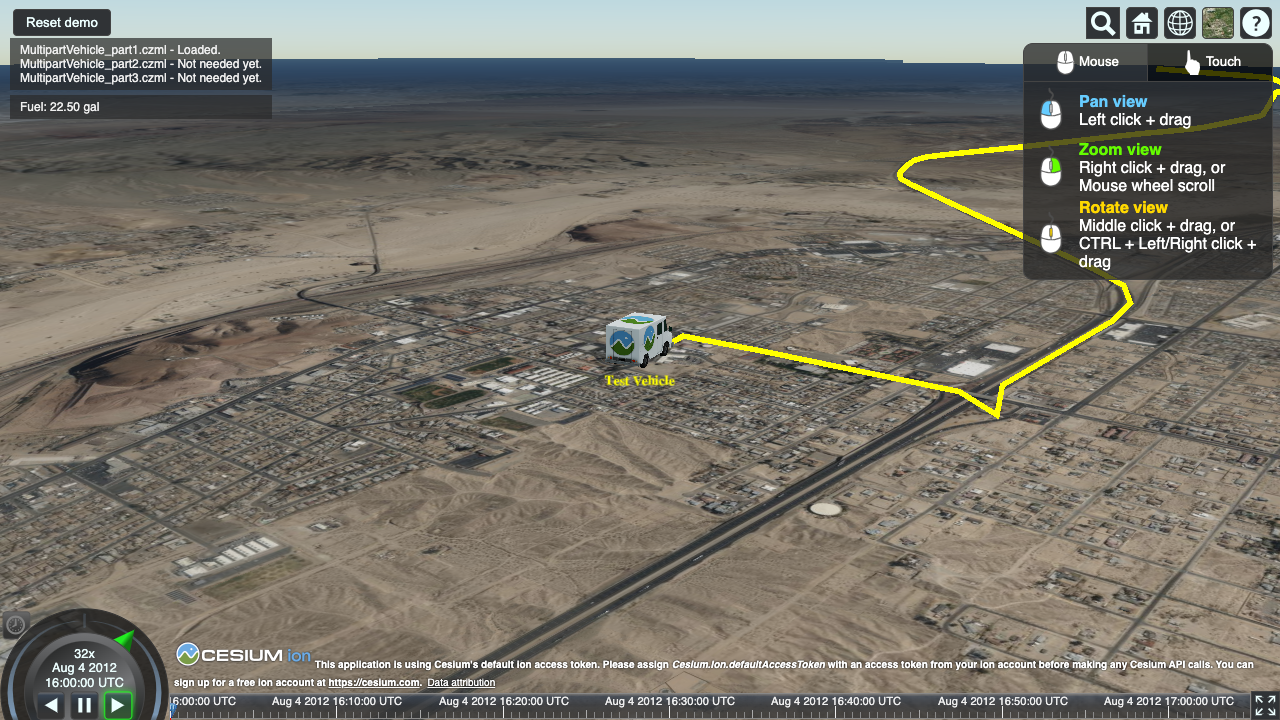 Reset demo
MultipartVehicle_part1.czml - Loaded.
MultipartVehicle_part2.czml - Not needed yet.
MultipartVehicle_part3.czml - Not needed yet.
Fuel: 22.50 gal
Mouse
Touch
Pan view
Left click + drag
Zoom view
Right click + drag, or
Mouse wheel scroll
Rotate view
Middle click + drag, or
CTRL + Left/Right click +
drag
Test Vehicle
32x
Aug 4 2012
16:00:00 UTC
CESIUM ion
This application is using Cesium's default ion access token. Please assign Cesium.Ion.defaultAccessToken with an access token from your ion account before making any Cesium API calls. You can
sign up for a free ion account at https://cesium.com. Data attribution
6:00:00 UTC
Aug 4 2012 16:10:00 UTC
Aug 4 2012 16:20:00 UTC
Aug 4 2012 16:30:00 UTC
Aug 4 2012 16:40:00 UTC
Aug 4 2012 16:50:00 UTC
Aug 4 2012 17:00:00 UTC